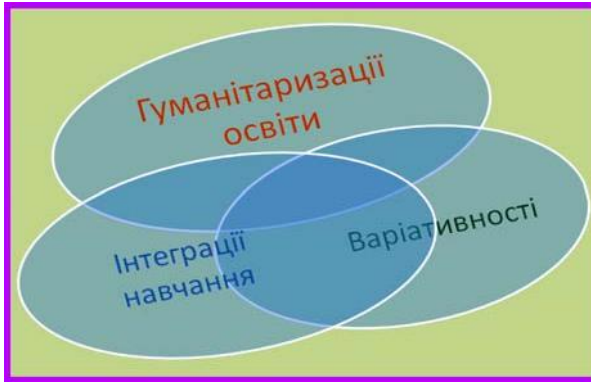 Гуманітаризації
освіти
Інтеграції
навчання
Варіативності